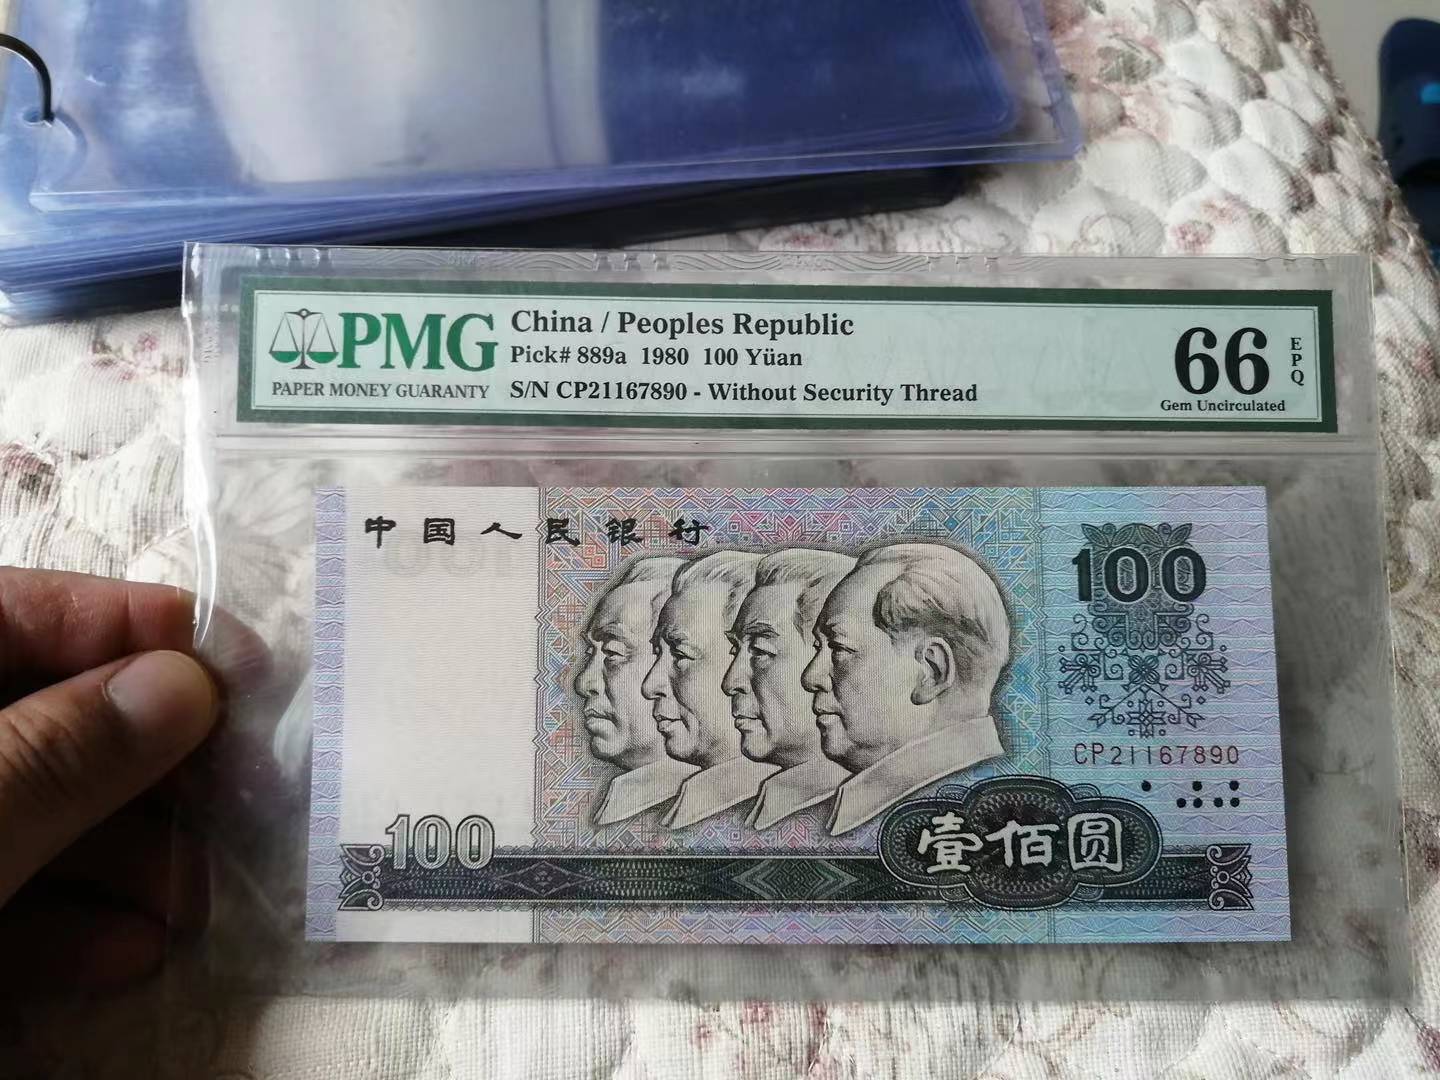 PMG
PAPER MONEY GUARANTY
China / Peoples Republic
Pick# 889a 1980 100 Yüan
S/N CP21167890 - Without Security Thread
66
EPQ
Gem Uncirculated
中国人民银行
100
CP21167890
100
壹佰圆